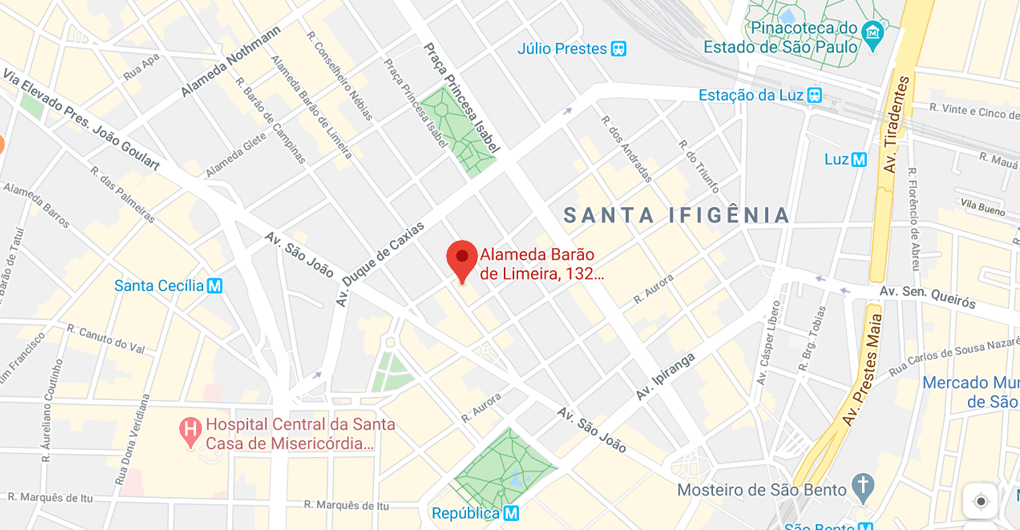 Pinacoteca do
Estado de São Paulo
Júlio Prestes
Alameda Nothmann
R. Conselheiro Nébias
Praça Princesa Isabel
Praça Princesa Isabel
Rua Apa
Alameda Barão de Limeira
R. Barão de Campinas
Via Elevado Pres. João Goulart
Estação da Luz
Av. Tiradentes
R. Vinte e Cinco de
R. dos Andradas
R. do Triunfo
Luz
R. Mauá
Alameda Glete
R. das Palmeiras
Alameda Barros
R. Florêncio de Abreu
Vila Bueno
SANTA IFIGÊNIA
R. Barão de Tatuí
Av. São João
Av. Duque de Caxias
Alameda Barão
de Limeira, 132...
Santa Cecília
R. Aurora
Av. Sen. Queirós
R. Canuto do Val
Av. Cásper Líbero
R. Brg. Tobias
Av. Prestes Maia
Rua Carlos de Sousa Nazaré
im Francisco
R. Áureliano Coutinho
Rua Dona Veridiana
Av. Ipiranga
Mercado Mun
de São
R. Aurora
Av. São João
Hospital Central da Santa
Casa de Misericórdia...
R. Marquês de Itu
R. Marquês de Itu
República
Mosteiro de São Bento
São Bento